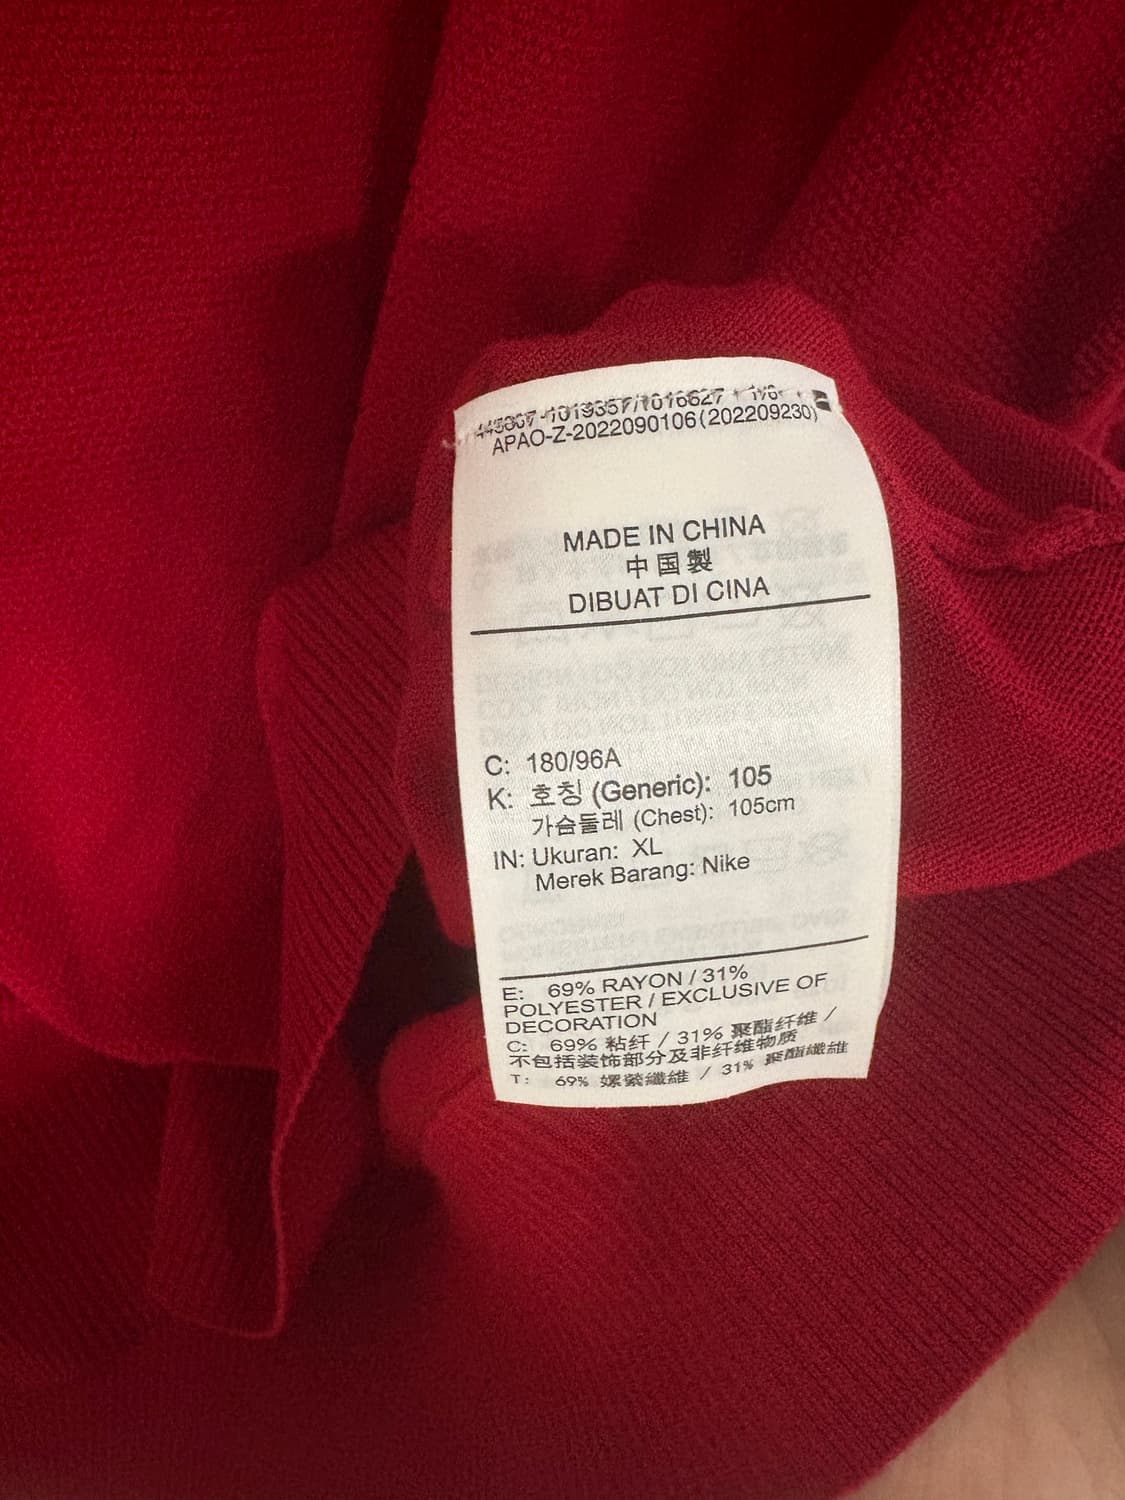 APAO-Z-2022090106(202209230)
MADE IN CHINA
中国製
DIBUAT DI CINA
C: 180/96A
K: 호칭 (Generic): 105
가슴둘레 (Chest): 105cm
IN: Ukuran: XL
Merek Barang: Nike
E: 69% RAYON / 31%
POLYESTER / EXCLUSIVE OF
DECORATION
C: 69% 粘纤 / 31% 聚酯纤维 /
不包括装饰部分及非纤维物质
T: 69% 嫘縈纖維 / 31% 聚酯纖維